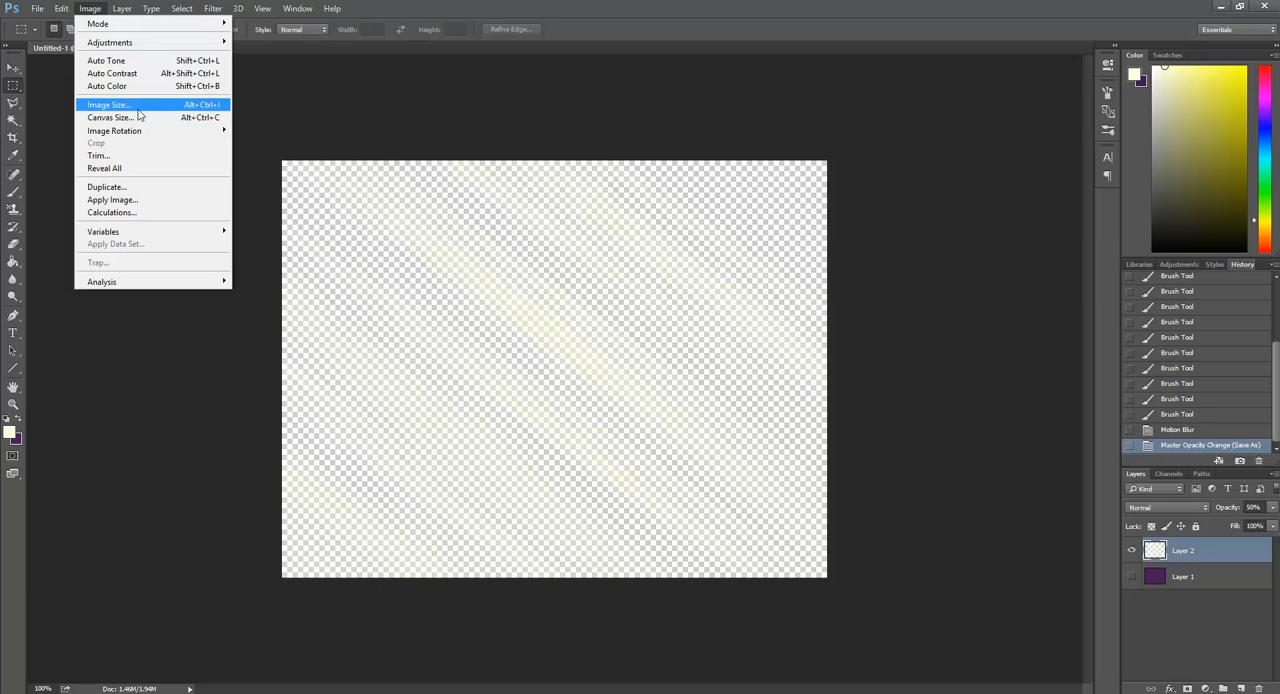 Ps File Edit Image Layer Type Select Filter 3D View Window Help
Style: Normal Width: Height: Refine Edge... Essentials
Untitled-1 @
Mode
Adjustments
Auto Tone Shift+Ctrl+L
Auto Contrast Alt+Shift+Ctrl+L
Auto Color Shift+Ctrl+B
Image Size... Alt+Ctrl+I
Canvas Size... Alt+Ctrl+C
Image Rotation
Crop
Trim...
Reveal All
Duplicate...
Apply Image...
Calculations...
Variables
Apply Data Set...
Trap...
Analysis
Color Swatches
Libraries Adjustments Styles History
Brush Tool
Brush Tool
Brush Tool
Brush Tool
Brush Tool
Brush Tool
Brush Tool
Brush Tool
Brush Tool
Brush Tool
Motion Blur
Master Opacity Change (Save As)
Layers Channels Paths
Kind
Normal Opacity: 50%
Lock: Fill: 100%
Layer 2
Layer 1
100% Doc: 1.46M/1.94M